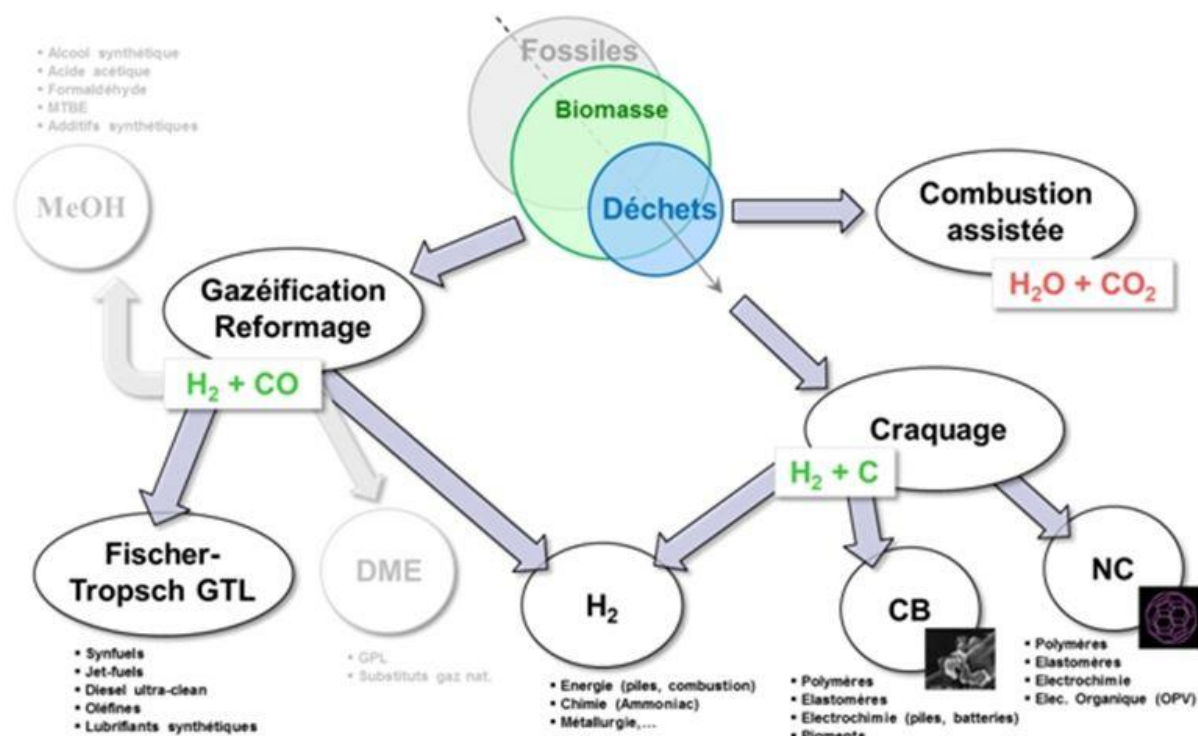 Fossiles
Biomasse
Déchets
▪ Alcool synthétique
▪ Acide acétique
▪ Formaldéhyde
▪ MTBE
▪ Additifs synthétiques
MeOH
Combustion
assistée
H₂O + CO₂
Gazéification
Reformage
H₂ + CO
Craquage
H₂ + C
Fischer-
Tropsch GTL
▪ Synfuels
▪ Jet-fuels
▪ Diesel ultra-clean
▪ Oléfines
▪ Lubrifiants synthétiques
DME
▪ GPL
▪ Substituts gaz nat.
H₂
▪ Energie (piles, combustion)
▪ Chimie (Ammoniac)
▪ Métallurgie,...
CB
▪ Polymères
▪ Elastomères
▪ Electrochimie (piles, batteries)
▪ Pigments
NC
▪ Polymères
▪ Elastomères
▪ Electrochimie
▪ Elec. Organique (OPV)